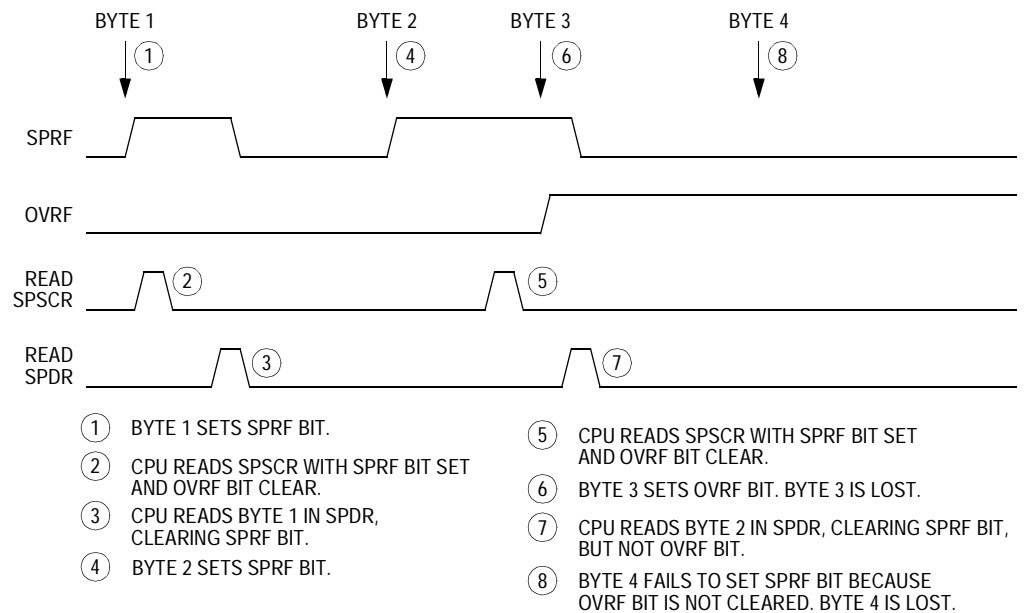 BYTE 1 BYTE 2 BYTE 3 BYTE 4
1 4 6 8
SPRF
OVRF
READ
SPSCR
2 5
READ
SPDR
3 7
1 BYTE 1 SETS SPRF BIT.
2 CPU READS SPSCR WITH SPRF BIT SET
AND OVRF BIT CLEAR.
3 CPU READS BYTE 1 IN SPDR,
CLEARING SPRF BIT.
4 BYTE 2 SETS SPRF BIT.
5 CPU READS SPSCR WITH SPRF BIT SET
AND OVRF BIT CLEAR.
6 BYTE 3 SETS OVRF BIT. BYTE 3 IS LOST.
7 CPU READS BYTE 2 IN SPDR, CLEARING SPRF BIT,
BUT NOT OVRF BIT.
8 BYTE 4 FAILS TO SET SPRF BIT BECAUSE
OVRF BIT IS NOT CLEARED. BYTE 4 IS LOST.